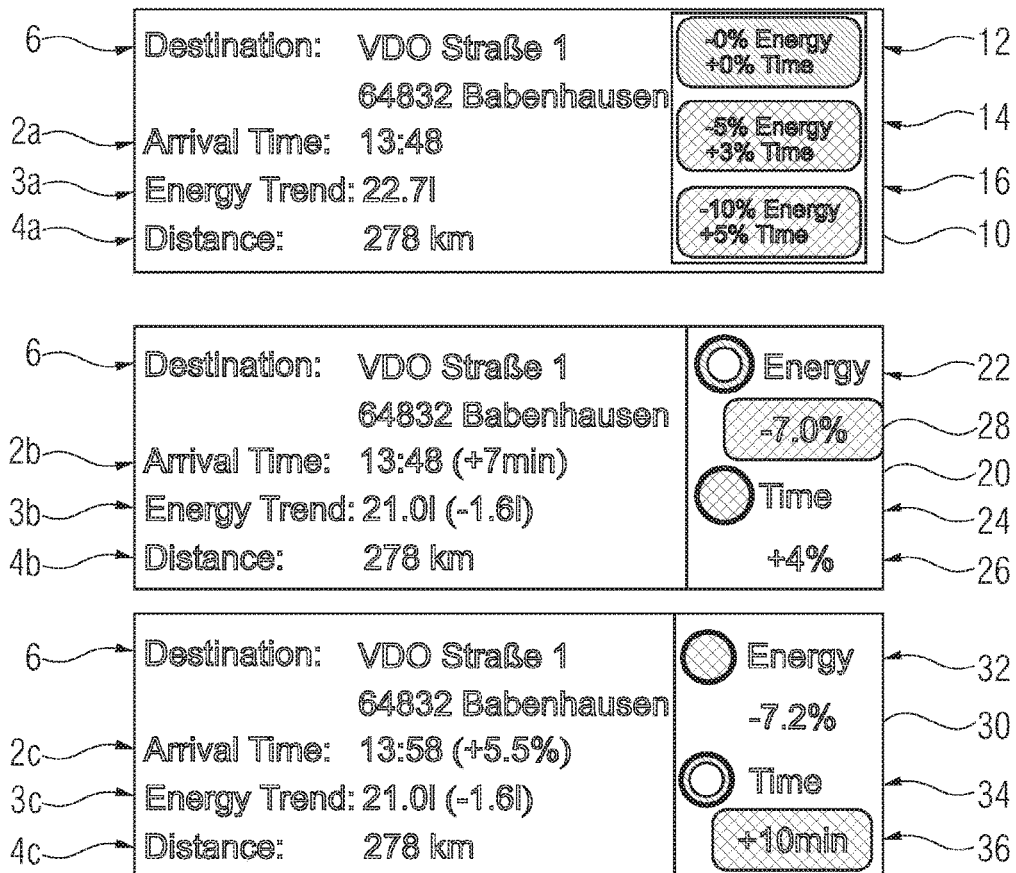 6 Destination: VDO Straße 1 -0% Energy 12
+0% Time
64832 Babenhausen
2a Arrival Time: 13:48 -5% Energy 14
+3% Time
3a Energy Trend: 22.7l 16
4a Distance: 278 km -10% Energy 10
+5% Time
6 Destination: VDO Straße 1 Energy 22
64832 Babenhausen -7.0% 28
2b Arrival Time: 13:48 (+7min) 20
3b Energy Trend: 21.0l (-1.6l) Time 24
4b Distance: 278 km +4% 26
6 Destination: VDO Straße 1 Energy 32
64832 Babenhausen -7.2% 30
2c Arrival Time: 13:58 (+5.5%) Time 34
3c Energy Trend: 21.0l (-1.6l)
4c Distance: 278 km +10min 36